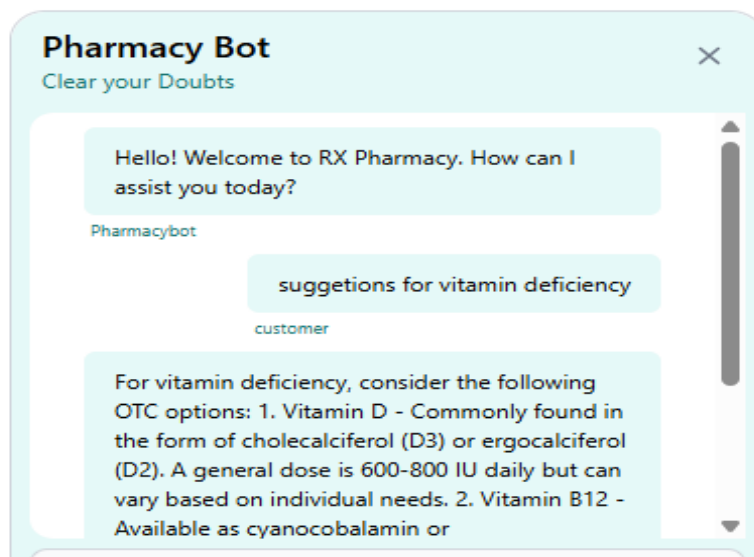 Pharmacy Bot
Clear your Doubts
Hello! Welcome to RX Pharmacy. How can I
assist you today?
Pharmacybot
suggetions for vitamin deficiency
customer
For vitamin deficiency, consider the following
OTC options: 1. Vitamin D - Commonly found in
the form of cholecalciferol (D3) or ergocalciferol
(D2). A general dose is 600-800 IU daily but can
vary based on individual needs. 2. Vitamin B12 -
Available as cyanocobalamin or